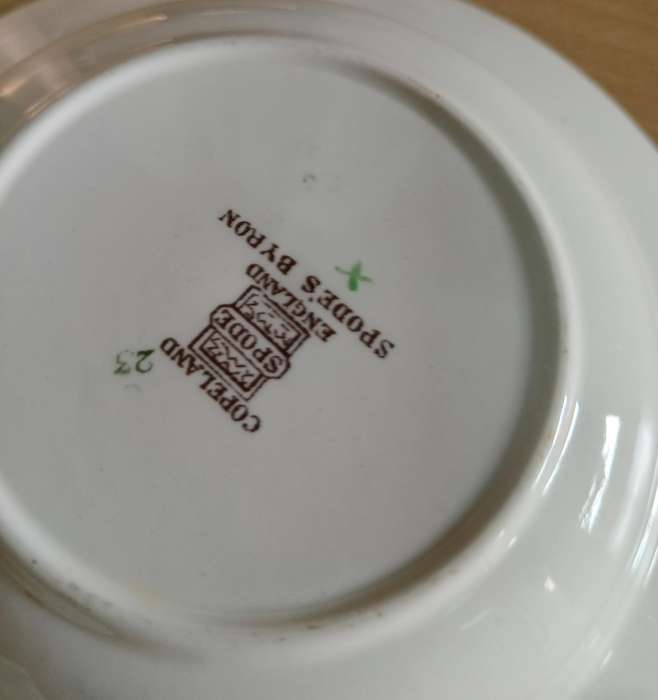 COPELAND
SPODE
ENGLAND
SPODE'S BYRON
23